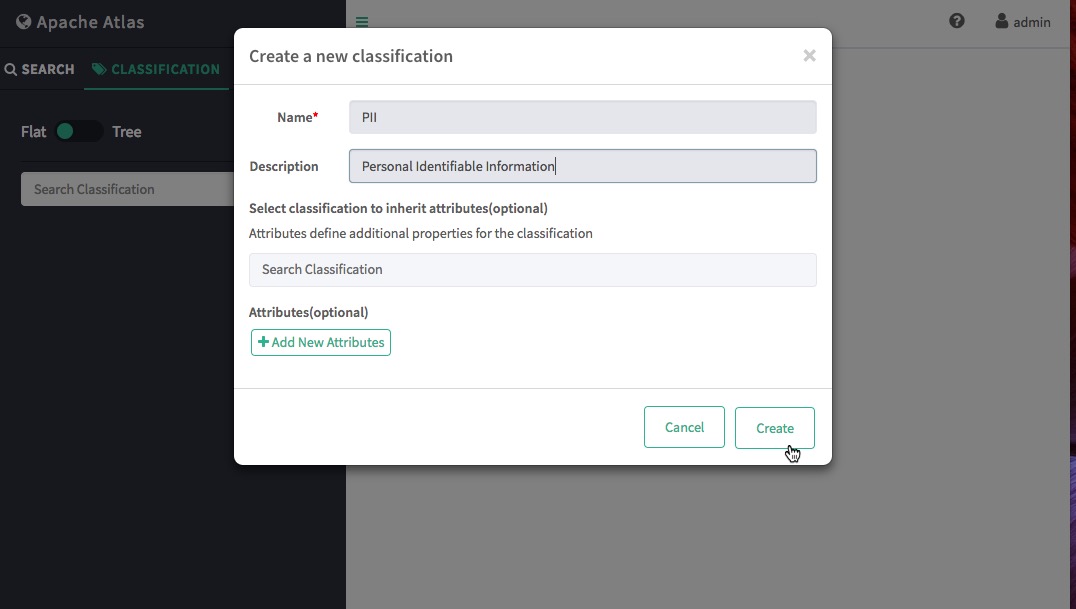 Apache Atlas
admin
SEARCH
CLASSIFICATION
Flat
Tree
Search Classification
Create a new classification
Name*
PII
Description
Personal Identifiable Information
Select classification to inherit attributes(optional)
Attributes define additional properties for the classification
Search Classification
Attributes(optional)
Add New Attributes
Cancel
Create